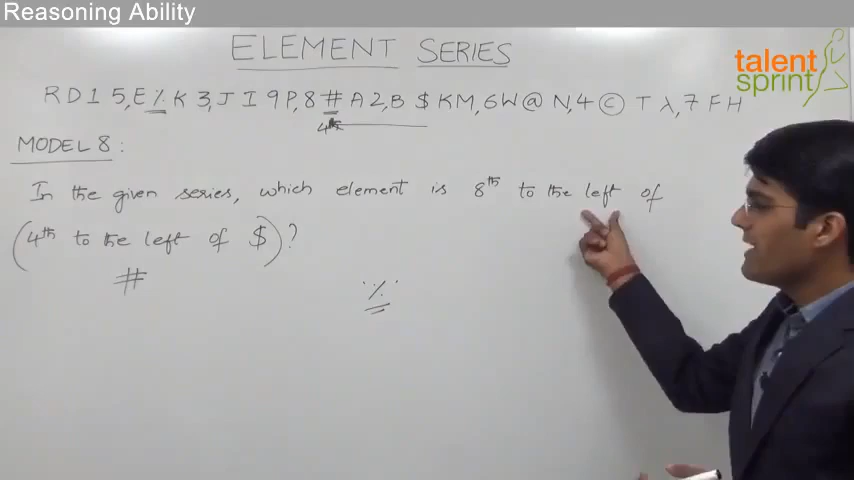 Reasoning Ability
ELEMENT SERIES
talent
sprint
R D 1 5, E % K 3, J I 9 P, 8 # A 2, B $ K M, 6 W @ N, 4 © T λ, 7 F H
4th
MODEL 8 :
In the given series, which element is 8th to the left of
(4th to the left of $)?
#
%